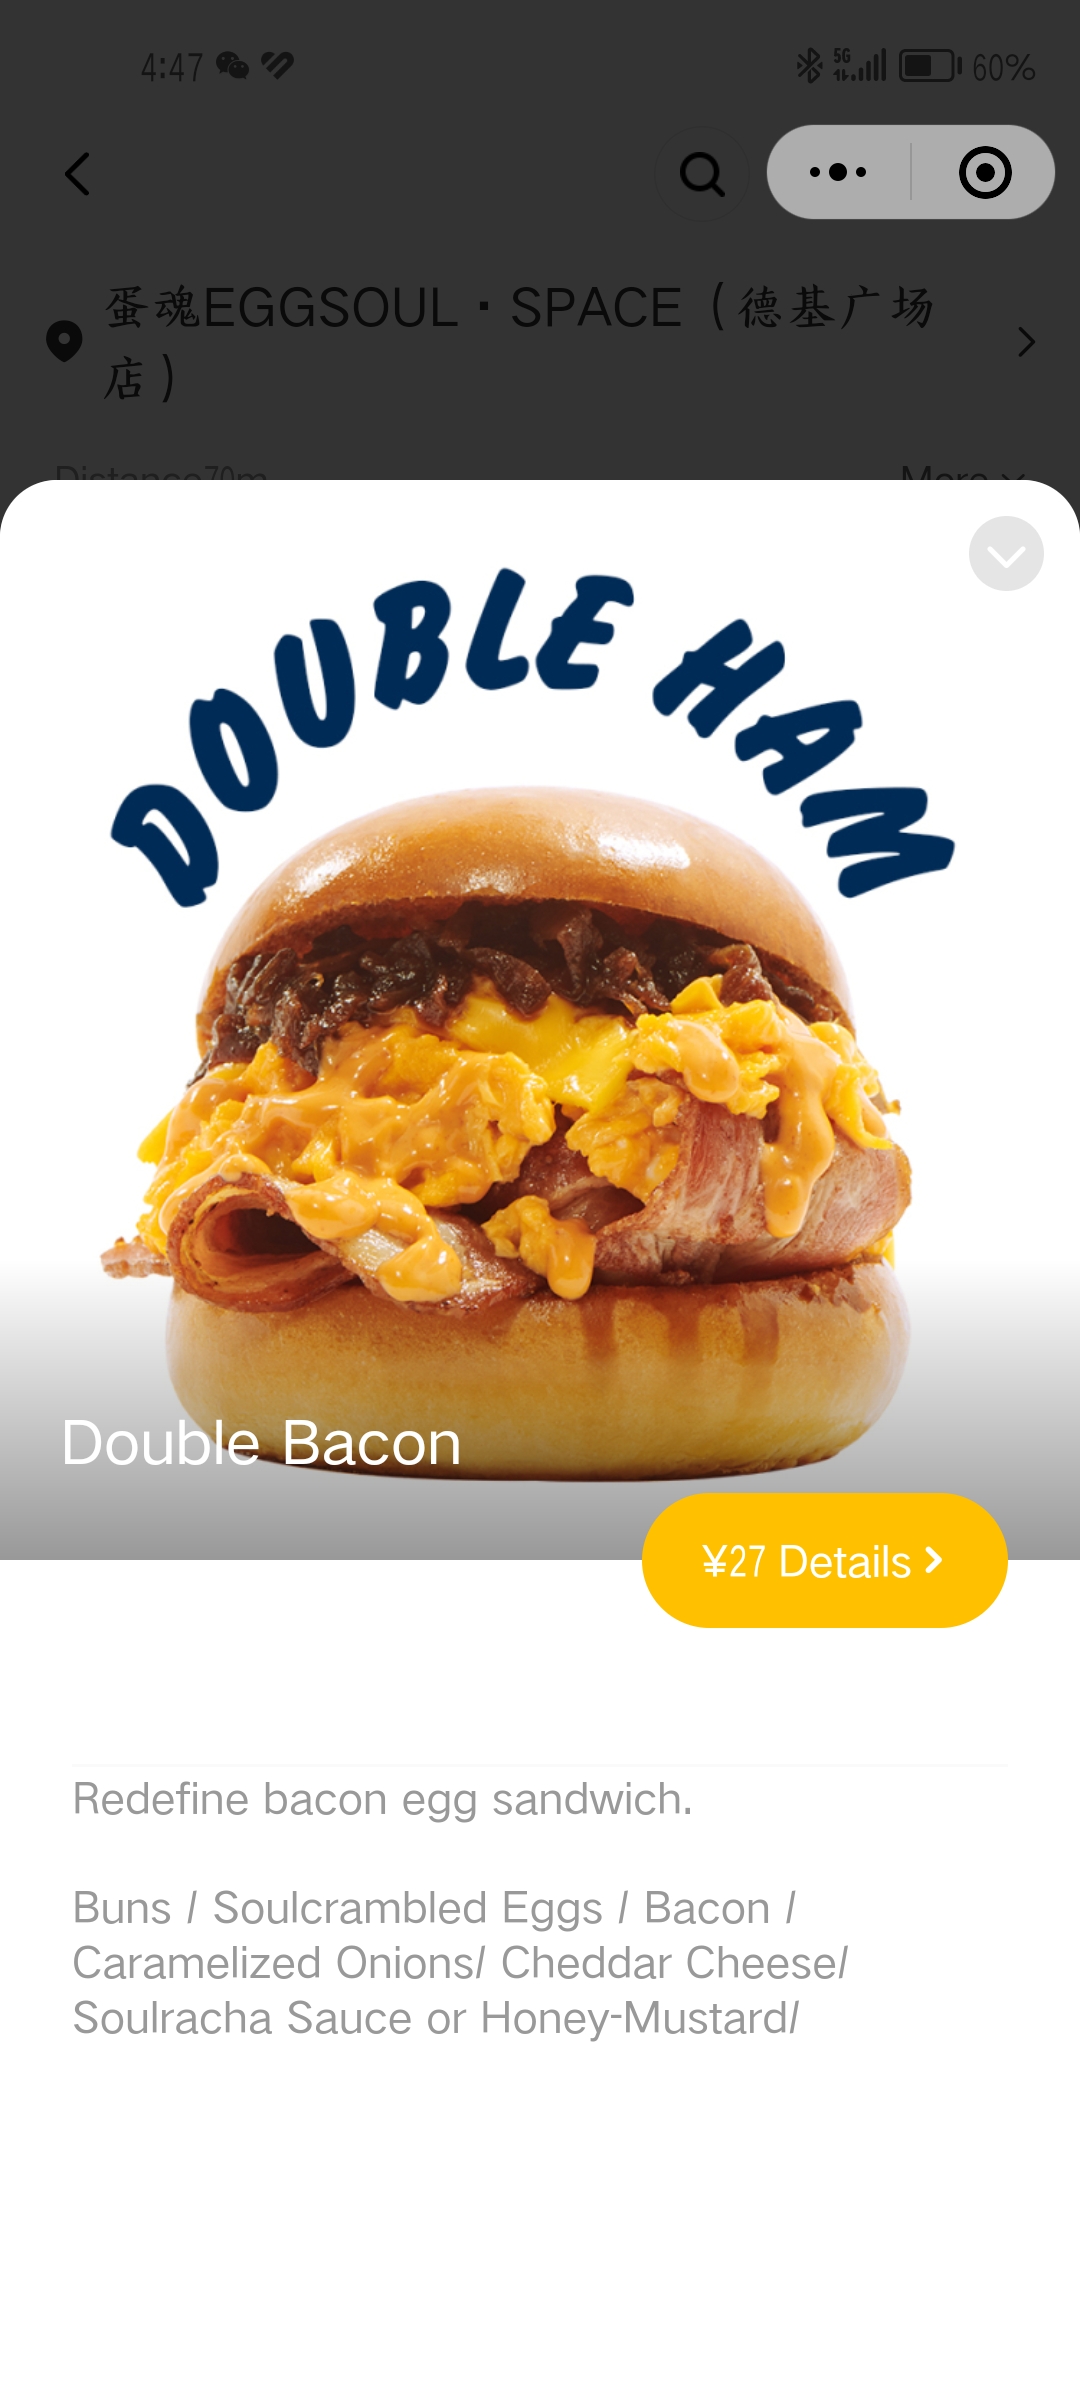 4:47
5G
60%
蛋魂EGGSOUL · SPACE（德基广场
店）
Distance70m
More
DOUBLE HAM
Double Bacon
¥27 Details
Redefine bacon egg sandwich.
Buns / Soulcrambled Eggs / Bacon /
Caramelized Onions/ Cheddar Cheese/
Soulracha Sauce or Honey-Mustard/